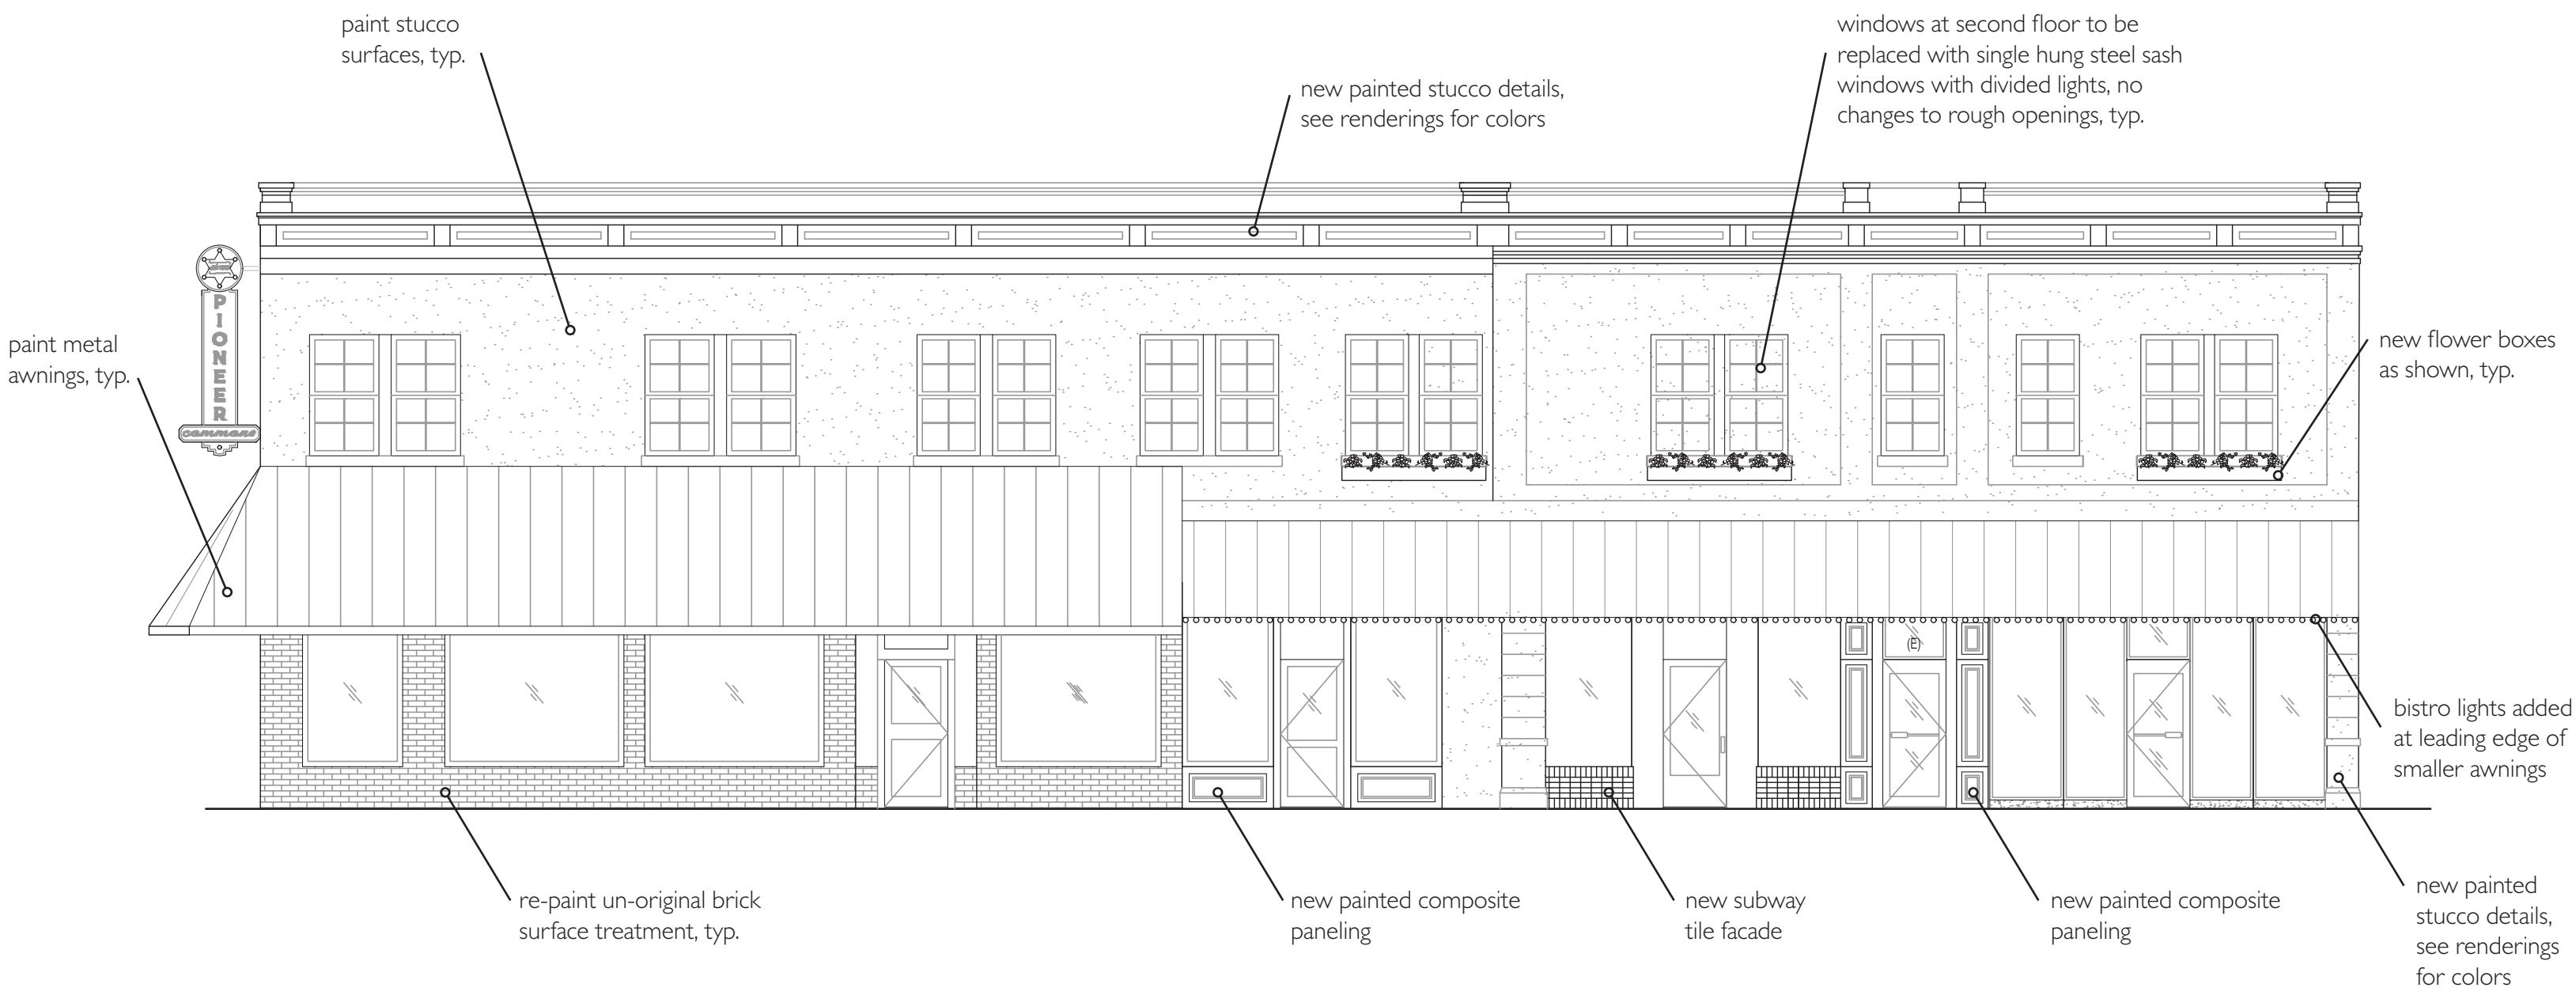 paint stucco
surfaces, typ.
new painted stucco details,
see renderings for colors
windows at second floor to be
replaced with single hung steel sash
windows with divided lights, no
changes to rough openings, typ.
PIONEER
commons
paint metal
awnings, typ.
new flower boxes
as shown, typ.
(E)
bistro lights added
at leading edge of
smaller awnings
re-paint un-original brick
surface treatment, typ.
new painted composite
paneling
new subway
tile facade
new painted composite
paneling
new painted
stucco details,
see renderings
for colors